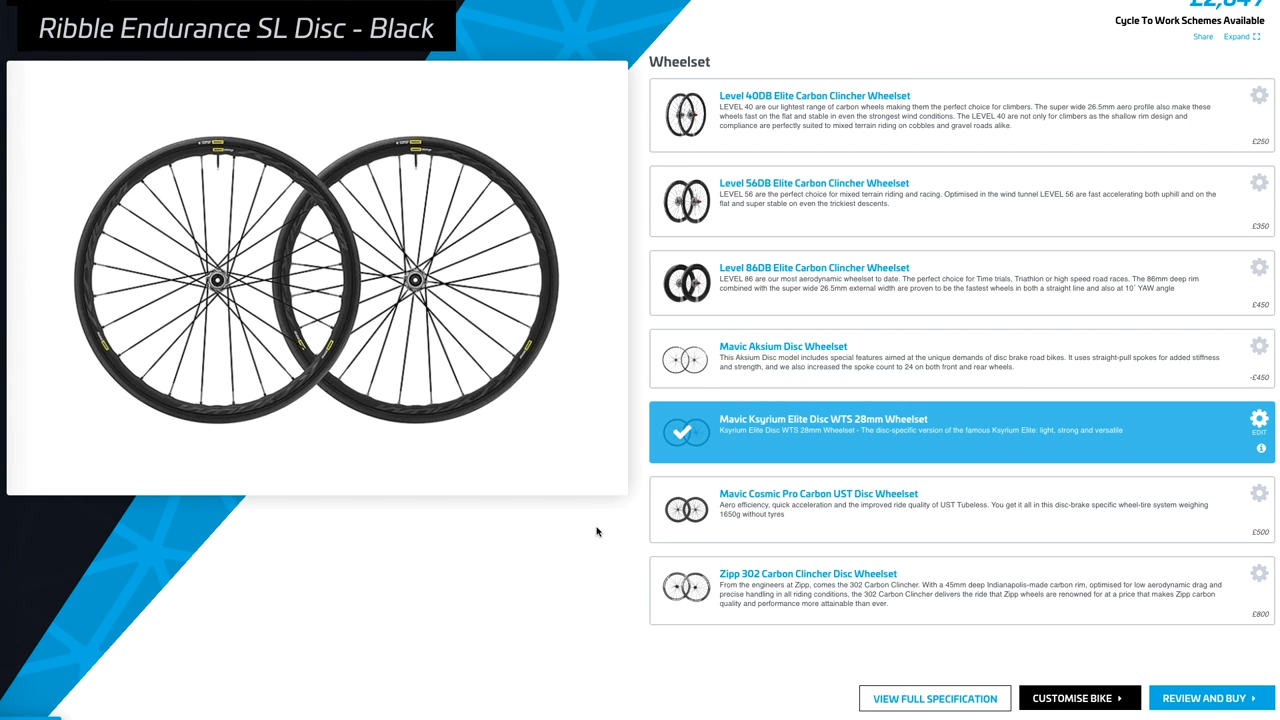 Ribble Endurance SL Disc - Black
Cycle To Work Schemes Available
Share Expand
Wheelset
Level 40DB Elite Carbon Clincher Wheelset
LEVEL 40 are our lightest range of carbon wheels making them the perfect choice for climbers. The super wide 26.5mm aero profile also make these
wheels fast on the flat and stable in even the strongest wind conditions. The LEVEL 40 are not only for climbers as the shallow rim design and
compliance are perfectly suited to mixed terrain riding on cobbles and gravel roads alike.
£250
Level 56DB Elite Carbon Clincher Wheelset
LEVEL 56 are the perfect choice for mixed terrain riding and racing. Optimised in the wind tunnel LEVEL 56 are fast accelerating both uphill and on the
flat and super stable on even the trickiest descents.
£350
Level 86DB Elite Carbon Clincher Wheelset
LEVEL 86 are our most aerodynamic wheelset to date. The perfect choice for Time trials, Triathlon or high speed road races. The 86mm deep rim
combined with the super wide 26.5mm external width are proven to be the fastest wheels in both a straight line and also at 10˚ YAW angle
£450
Mavic Aksium Disc Wheelset
This Aksium Disc model includes special features aimed at the unique demands of disc brake road bikes. It uses straight-pull spokes for added stiffness
and strength, and we also increased the spoke count to 24 on both front and rear wheels.
-£450
Mavic Ksyrium Elite Disc WTS 28mm Wheelset
Ksyrium Elite Disc WTS 28mm Wheelset - The disc-specific version of the famous Ksyrium Elite: light, strong and versatile
EDIT
Mavic Cosmic Pro Carbon UST Disc Wheelset
Aero efficiency, quick acceleration and the improved ride quality of UST Tubeless. You get it all in this disc-brake specific wheel-tire system weighing
1650g without tyres
£500
Zipp 302 Carbon Clincher Disc Wheelset
From the engineers at Zipp, comes the 302 Carbon Clincher. With a 45mm deep Indianapolis-made carbon rim, optimised for low aerodynamic drag and
precise handling in all riding conditions, the 302 Carbon Clincher delivers the ride that Zipp wheels are renowned for at a price that makes Zipp carbon
quality and performance more attainable than ever.
£800
VIEW FULL SPECIFICATION
CUSTOMISE BIKE
REVIEW AND BUY